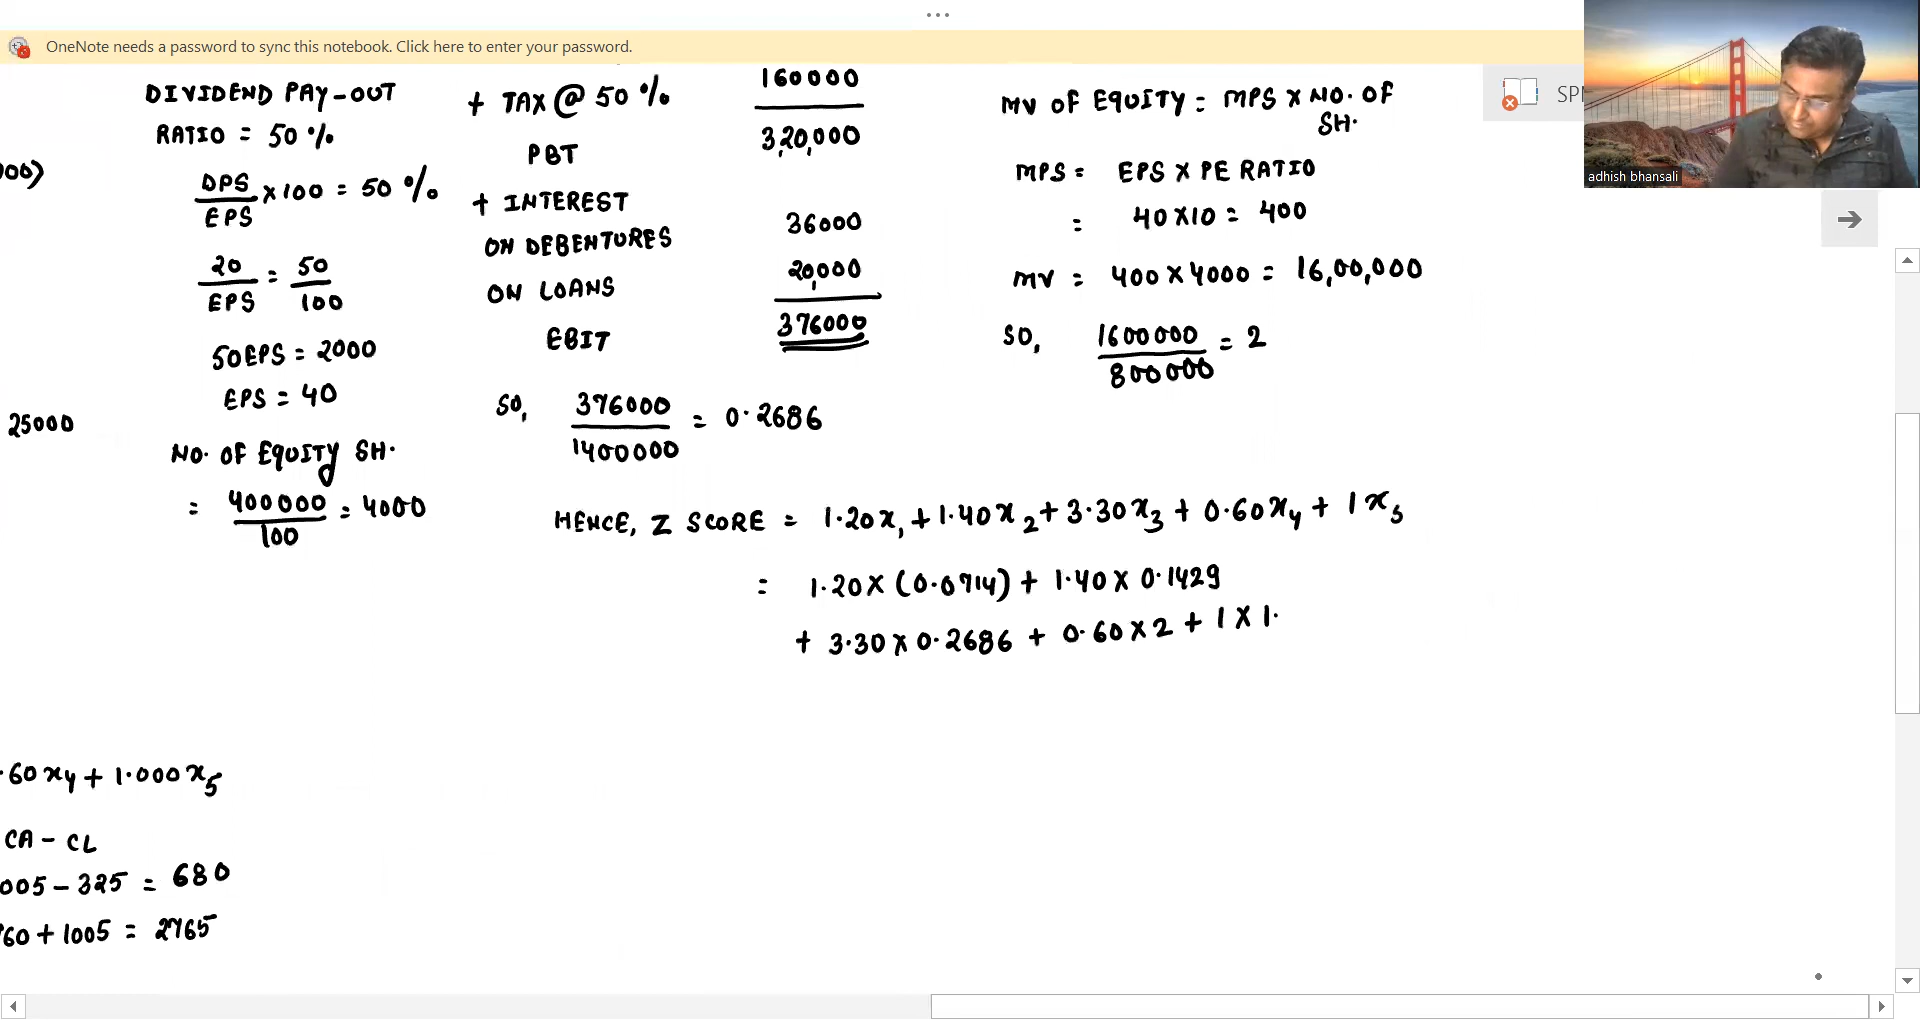 OneNote needs a password to sync this notebook. Click here to enter your password.
SP
adhish bhansali
00)
25000
DIVIDEND PAY-OUT
RATIO = 50 %
DPS/EPS × 100 = 50 %
20/EPS = 50/100
50EPS = 2000
EPS = 40
NO. OF EQUITY SH.
= 400000/100 = 4000
160000
+ TAX @ 50 %
PBT 3,20,000
+ INTEREST
ON DEBENTURES 36000
ON LOANS 20,000
EBIT 376000
SO, 376000/1400000 = 0.2686
MV OF EQUITY = MPS × NO. OF
SH.
MPS = EPS × PE RATIO
= 40×10 = 400
MV = 400 × 4000 = 16,00,000
SO, 1600000/800000 = 2
HENCE, Z SCORE = 1.20x₁ + 1.40x₂ + 3.30x₃ + 0.60x₄ + 1x₅
= 1.20 × (0.0714) + 1.40 × 0.1429
+ 3.30 × 0.2686 + 0.60 × 2 + 1 × 1.
.60x₄ + 1.000x₅
CA - CL
005 - 325 = 680
60 + 1005 = 2765